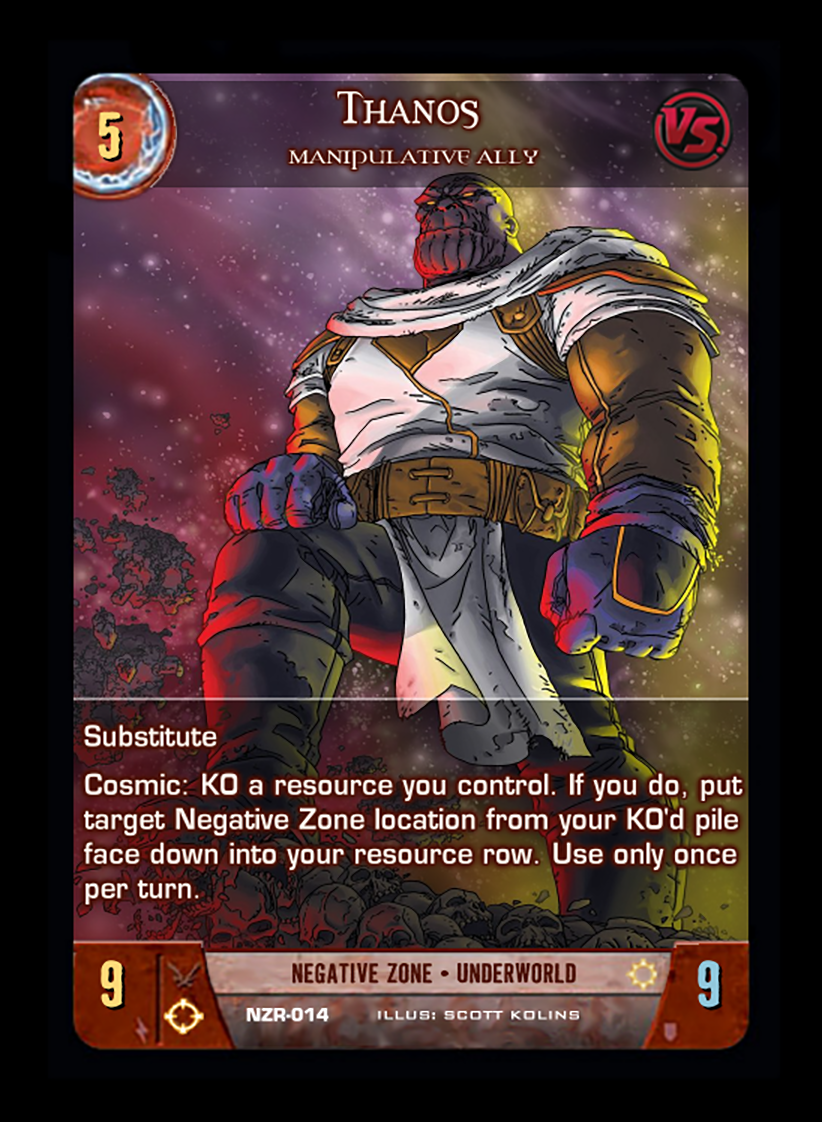 5
THANOS
VS.
MANIPULATIVE ALLY
Substitute
Cosmic: KO a resource you control. If you do, put
target Negative Zone location from your KO'd pile
face down into your resource row. Use only once
per turn.
9
NEGATIVE ZONE • UNDERWORLD
9
NZR-014 ILLUS: SCOTT KOLINS